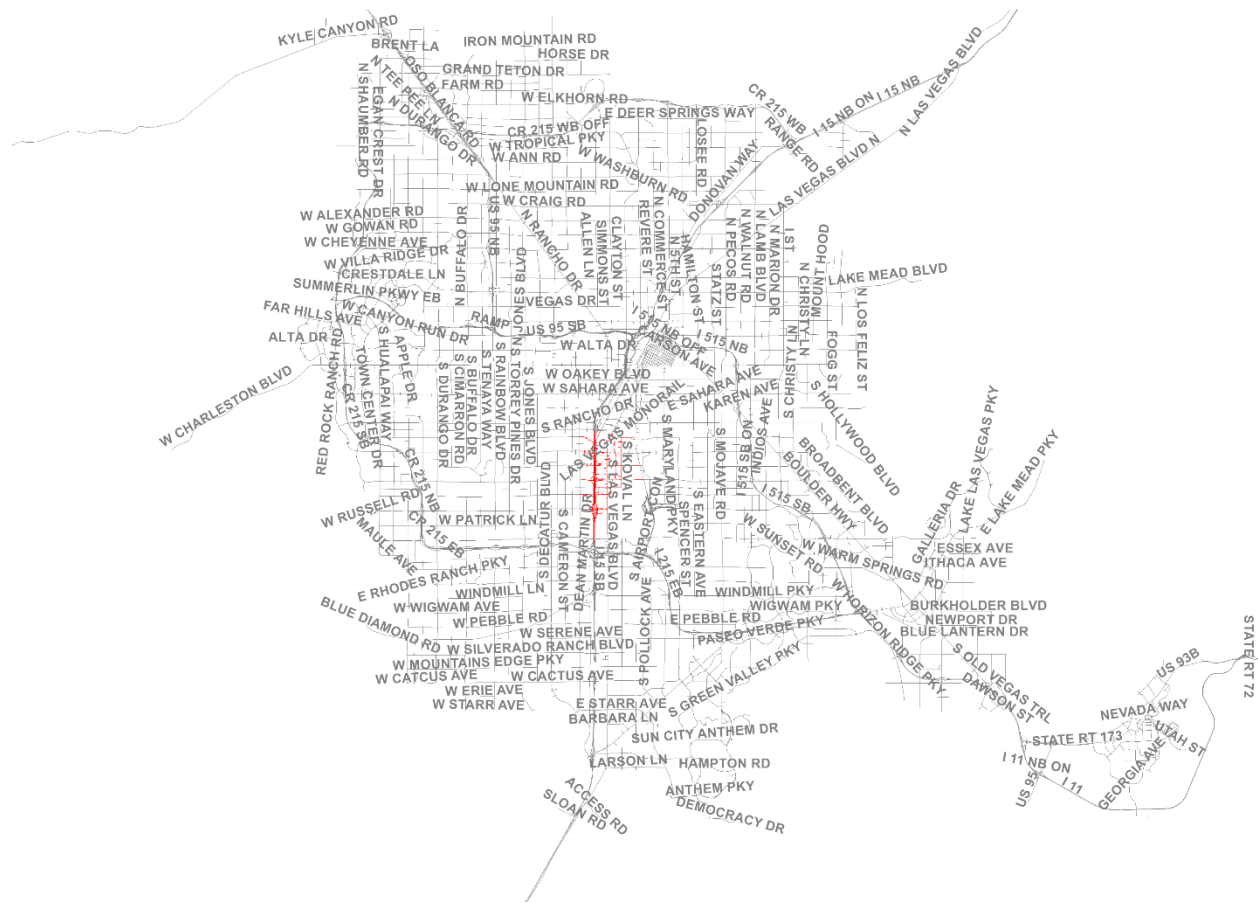 KYLE CANYON RD
BRENT LA
IRON MOUNTAIN RD
HORSE DR
OSO BLANCA RD
GRAND TETON DR
N TEE PEE LN
FARM RD
N SHAUMBER RD
EGAN CREST DR
N DURANGO DR
W ELKHORN RD
E DEER SPRINGS WAY
CR 215 WB
I 15 NB ON
I 15 NB
N LAS VEGAS BLVD
CR 215 WB OFF
W TROPICAL PKY
W ANN RD
W WASHBURN RD
LOSEE RD
RANGE RD
DONOVAN WAY
LAS VEGAS BLVD N
W LONE MOUNTAIN RD
W CRAIG RD
US 95 NB
N RANCHO DR
W ALEXANDER RD
W GOWAN RD
W CHEYENNE AVE
W VILLA RIDGE DR
CRESTDALE LN
SUMMERLIN PKWY EB
N BUFFALO DR
N JONES BLVD
ALLEN LN
SIMMONS ST
CLAYTON ST
REVERE ST
N COMMERCE ST
N 5TH ST
HAMILTON ST
STATZ ST
N PECOS RD
N WALNUT RD
N LAMB BLVD
N MARION DR
I ST
N CHRISTY LN
MOUNT HOOD
LAKE MEAD BLVD
N LOS FELIZ ST
VEGAS DR
FAR HILLS AVE
W CANYON RUN DR
RAMP
US 95 SB
W ALTA DR
I 515 NB OFF
I 515 NB
CARSON AVE
ALTA DR
RED ROCK RANCH RD
CR 215 SB
TOWN CENTER DR
S HUALAPAI WAY
APPLE DR
S DURANGO DR
S CIMARRON RD
S BUFFALO DR
S TENAYA WAY
S RAINBOW BLVD
S TORREY PINES DR
S JONES BLVD
W OAKEY BLVD
W SAHARA AVE
E SAHARA AVE
KAREN AVE
S CHRISTY LN
FOGG ST
S HOLLYWOOD BLVD
W CHARLESTON BLVD
S RANCHO DR
LAS VEGAS MONORAIL
S LAS VEGAS BLVD
S KOVAL LN
S MARYLAND PKY
S MOJAVE RD
I 515 SB ON
INDIOS AVE
BOULDER HWY
BROADBENT BLVD
I 515 SB
CR 215 NB
W RUSSELL RD
W PATRICK LN
CR 215 EB
MAULE AVE
S DECATUR BLVD
S CAMERON ST
DEAN MARTIN DR
I 15 SB
S AIRPORT CON
S EASTERN AVE
SPENCER ST
I 215 EB
W SUNSET RD
W WARM SPRINGS RD
GALLERIA DR
LAKE LAS VEGAS PKY
E LAKE MEAD PKY
ESSEX AVE
ITHACA AVE
E RHODES RANCH PKY
WINDMILL LN
W WIGWAM AVE
W PEBBLE RD
BLUE DIAMOND RD
W SERENE AVE
W SILVERADO RANCH BLVD
W MOUNTAINS EDGE PKY
W CATCUS AVE
W CACTUS AVE
W ERIE AVE
W STARR AVE
S POLLOCK AVE
WINDMILL PKY
WIGWAM PKY
E PEBBLE RD
PASEO VERDE PKY
W HORIZON RIDGE PKY
BURKHOLDER BLVD
NEWPORT DR
BLUE LANTERN DR
S OLD VEGAS TRL
DAWSON ST
S GREEN VALLEY PKY
E STARR AVE
BARBARA LN
SUN CITY ANTHEM DR
LARSON LN
HAMPTON RD
ANTHEM PKY
DEMOCRACY DR
ACCESS RD
SLOAN RD
STATE RT 72
US 93B
NEVADA WAY
UTAH ST
STATE RT 173
I 11 NB ON
I 11
US 95
GEORGIA AVE